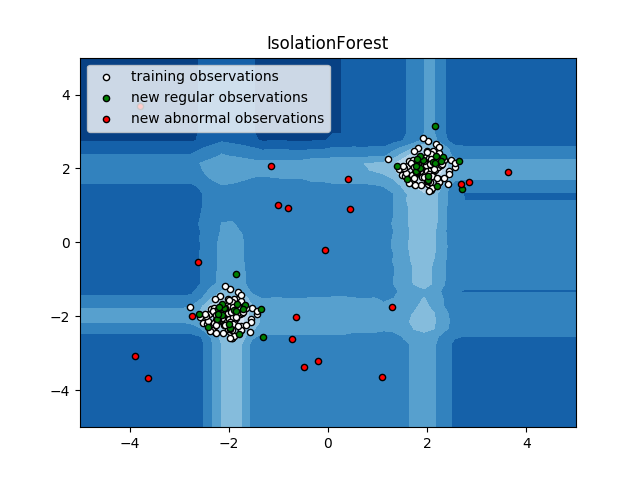 IsolationForest
training observations
new regular observations
new abnormal observations
4
2
0
−2
−4
−4
−2
0
2
4